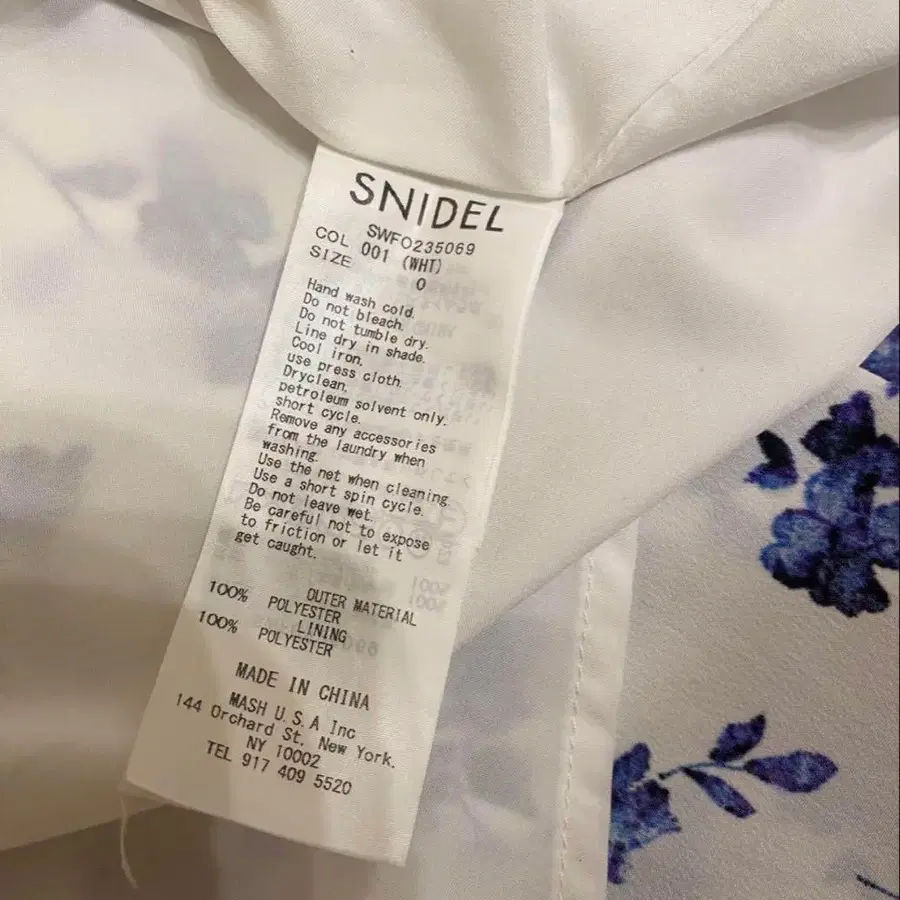 SNIDEL
SWFO235069
COL 001 (WHT)
SIZE 0
Hand wash cold.
Do not bleach.
Do not tumble dry.
Line dry in shade.
Cool iron.
use press cloth.
Dryclean.
petroleum solvent only.
short cycle.
Remove any accessories
from the laundry when
washing.
Use the net when cleaning.
Use a short spin cycle.
Do not leave wet.
Be careful not to expose
to friction or let it
get caught.
OUTER MATERIAL
100% POLYESTER
LINING
100% POLYESTER
MADE IN CHINA
MASH U.S.A Inc
144 Orchard St. New York.
NY 10002
TEL 917 409 5520